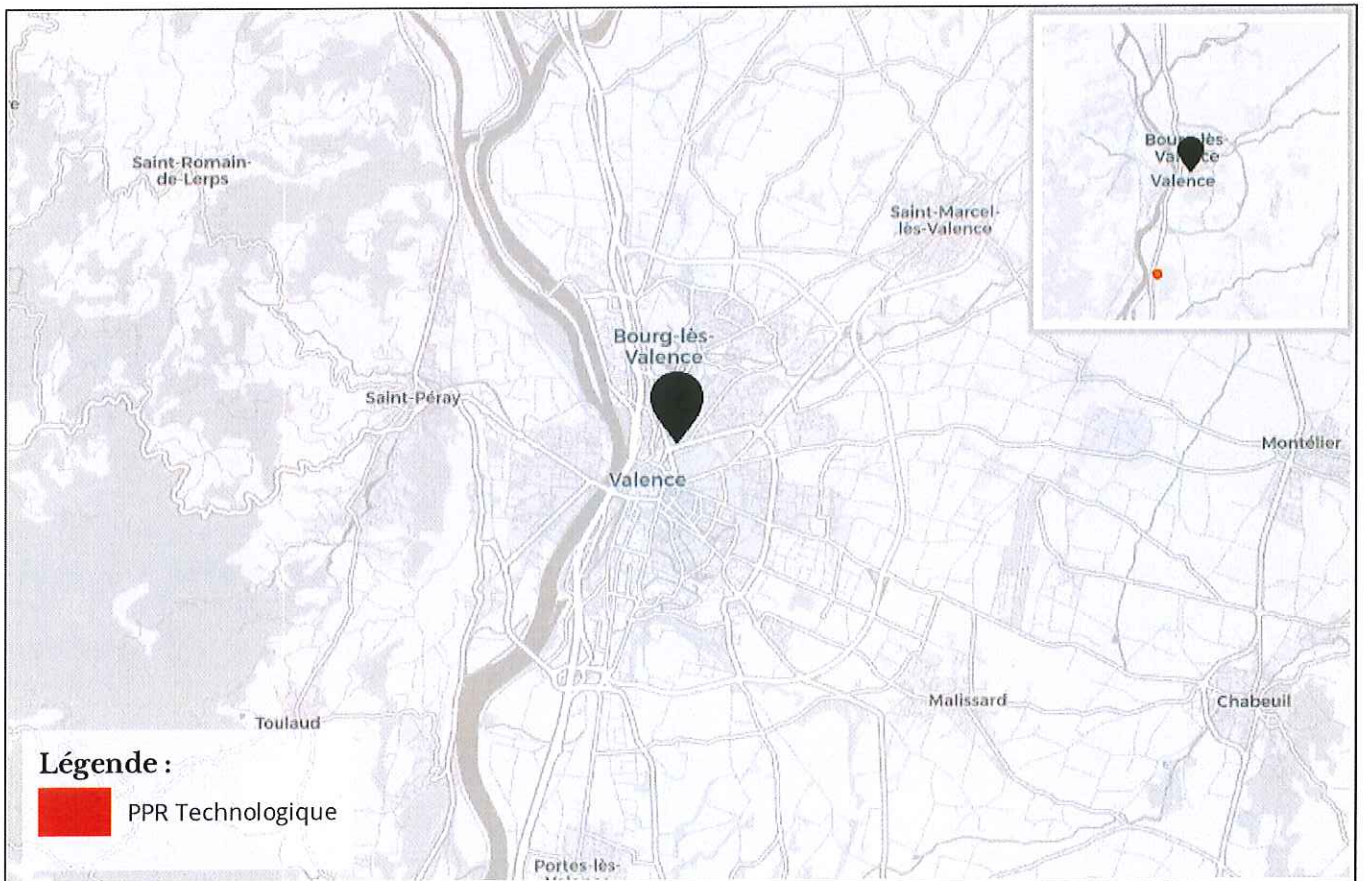 e
Saint-Romain-
de-Lerps
Bourg-lès-
Valence
Valence
Saint-Marcel-
lès-Valence
Bourg-lès-
Valence
Saint-Péray
Montélier
Valence
Malissard
Chabeuil
Toulaud
Légende :
PPR Technologique
Portes-lès-